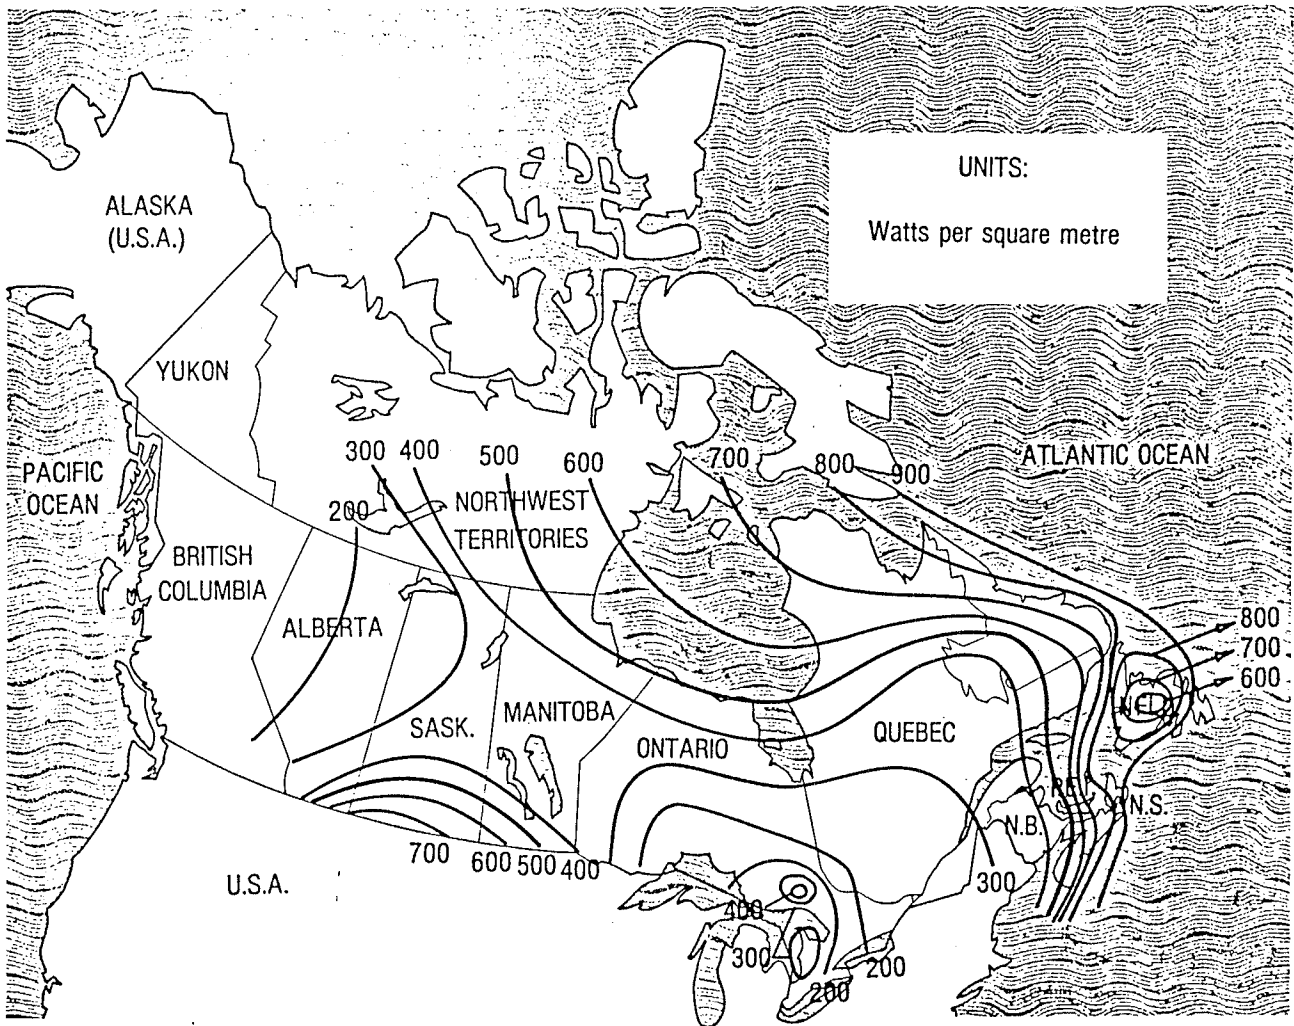 UNITS:
Watts per square metre
ALASKA
(U.S.A.)
YUKON
PACIFIC
OCEAN
300
400
500
600
700
800
900
ATLANTIC OCEAN
200
NORTHWEST
TERRITORIES
BRITISH
COLUMBIA
ALBERTA
800
700
600
NFLD
SASK.
MANITOBA
ONTARIO
QUEBEC
P.E.I.
N.S.
N.B.
700
600
500
400
300
U.S.A.
400
300
200
200